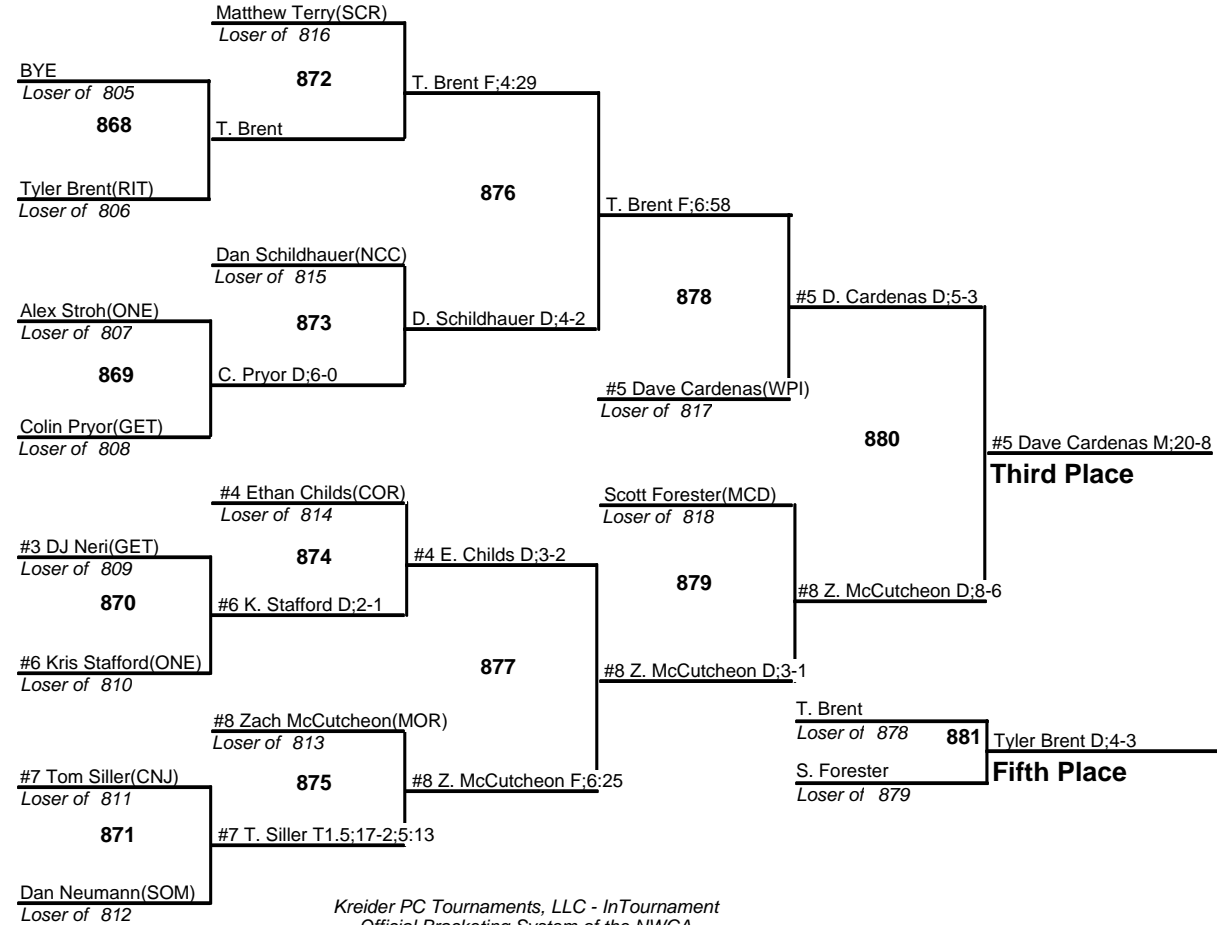 Matthew Terry(SCR)
Loser of 816
BYE
Loser of 805
872
T. Brent F;4:29
868
T. Brent
Tyler Brent(RIT)
Loser of 806
876
T. Brent F;6:58
Dan Schildhauer(NCC)
Loser of 815
Alex Stroh(ONE)
Loser of 807
873
D. Schildhauer D;4-2
878
#5 D. Cardenas D;5-3
869
C. Pryor D;6-0
#5 Dave Cardenas(WPI)
Loser of 817
Colin Pryor(GET)
Loser of 808
880
#5 Dave Cardenas M;20-8
Third Place
#4 Ethan Childs(COR)
Loser of 814
Scott Forester(MCD)
Loser of 818
#3 DJ Neri(GET)
Loser of 809
874
#4 E. Childs D;3-2
879
870
#6 K. Stafford D;2-1
#8 Z. McCutcheon D;8-6
#6 Kris Stafford(ONE)
Loser of 810
877
#8 Z. McCutcheon D;3-1
#8 Zach McCutcheon(MOR)
Loser of 813
T. Brent
Loser of 878
881
Tyler Brent D;4-3
Fifth Place
#7 Tom Siller(CNJ)
Loser of 811
875
#8 Z. McCutcheon F;6:25
S. Forester
Loser of 879
871
#7 T. Siller T1.5;17-2;5:13
Dan Neumann(SOM)
Loser of 812
Kreider PC Tournaments, LLC - InTournament
Official Bracketing System of the NWCA